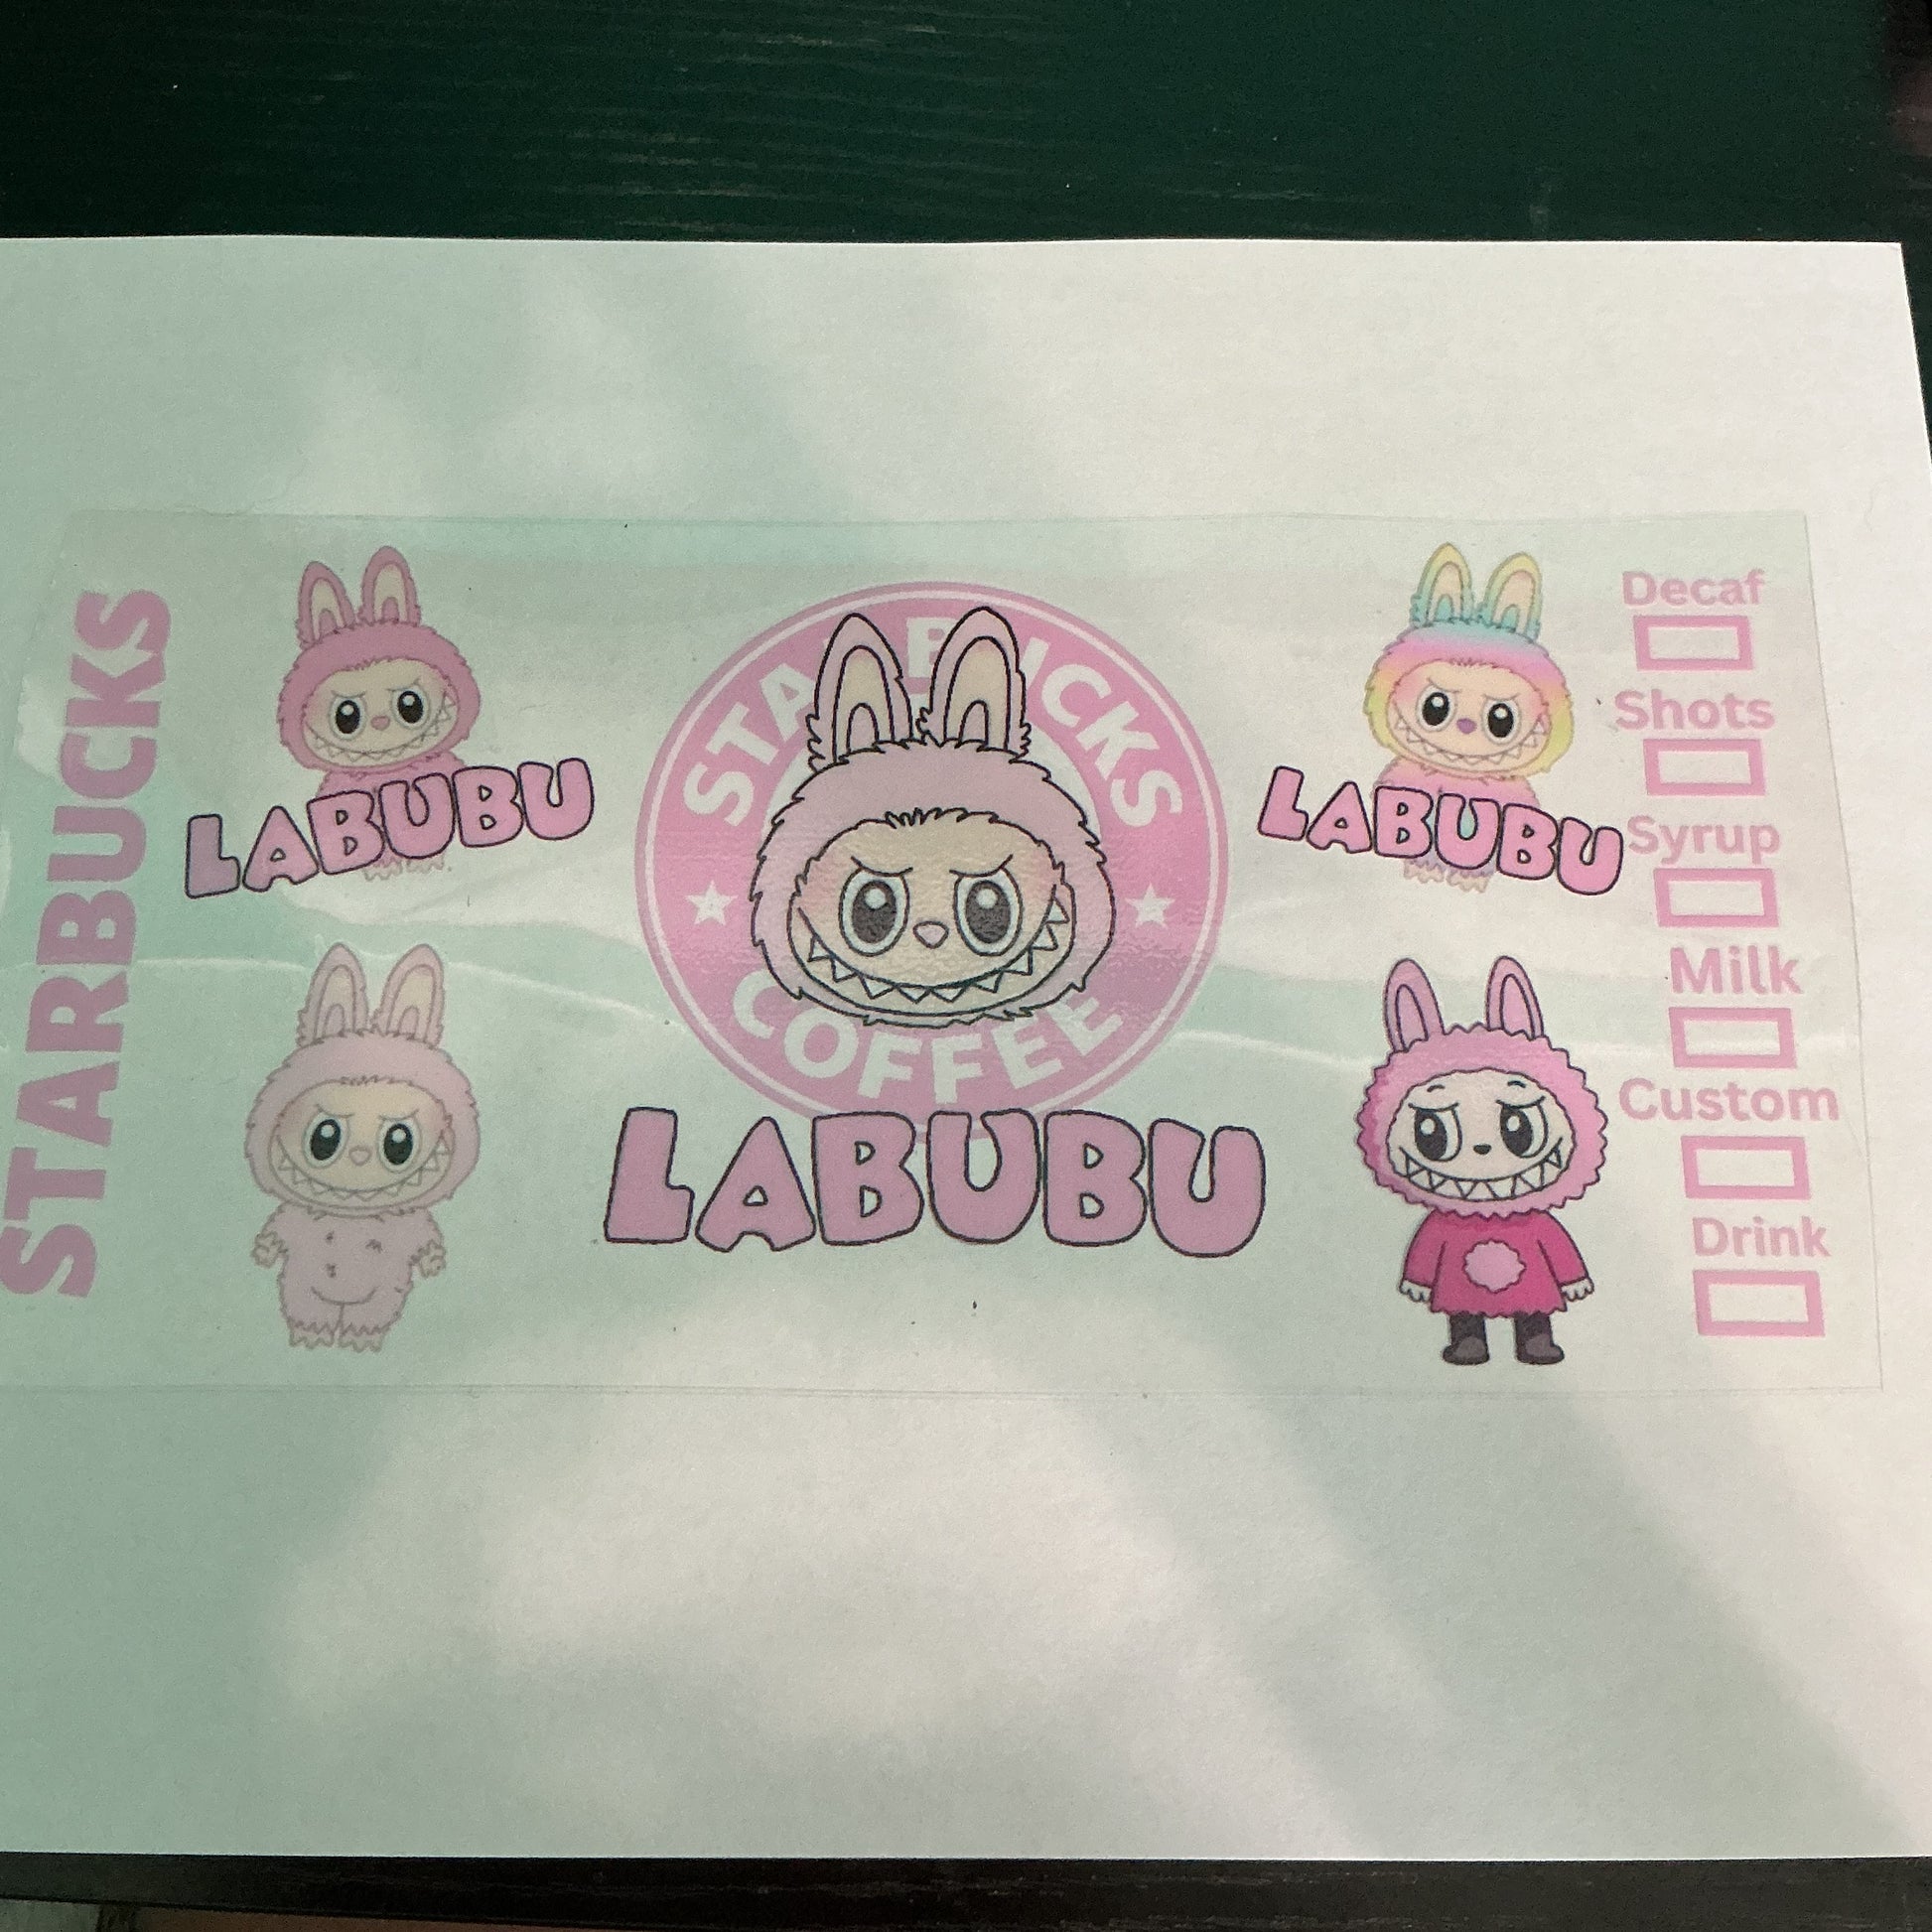 STARBUCKS
LABUBU
STARBUCKS
COFFEE
LABUBU
LABUBU
Decaf
Shots
Syrup
Milk
Custom
Drink